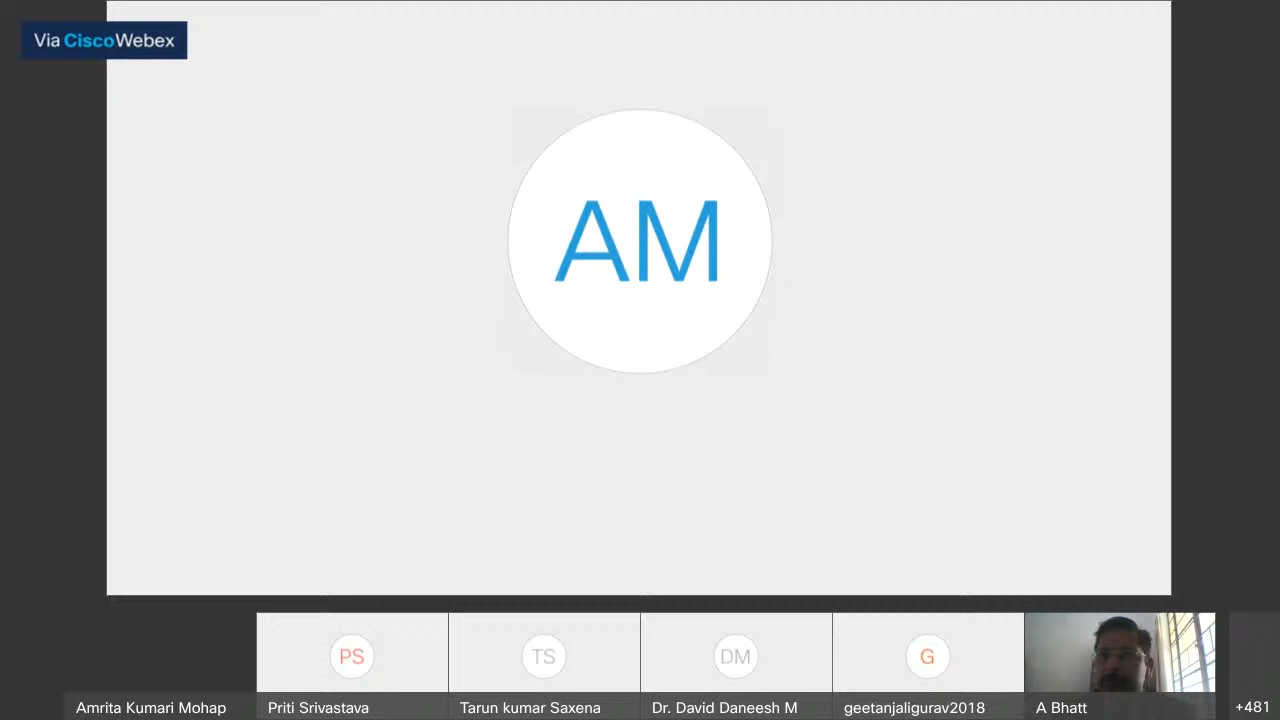 Via CiscoWebex
AM
PS
TS
DM
G
Amrita Kumari Mohap
Priti Srivastava
Tarun kumar Saxena
Dr. David Daneesh M
geetanjaligurav2018
A Bhatt
+481